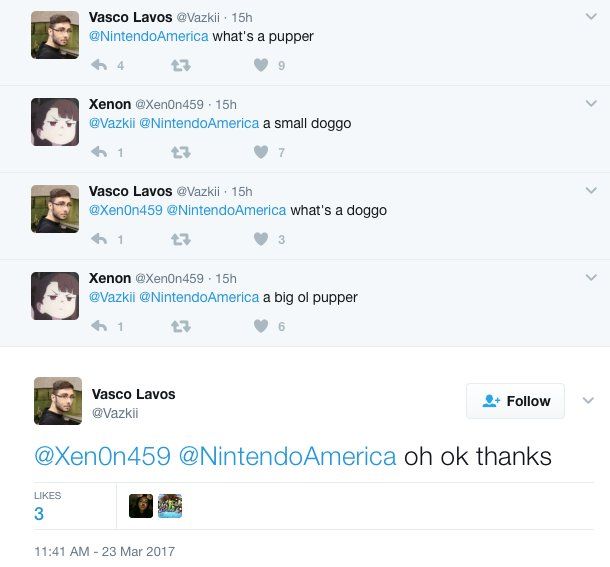 Vasco Lavos @Vazkii · 15h
@NintendoAmerica what's a pupper
4 9
Xenon @Xen0n459 · 15h
@Vazkii @NintendoAmerica a small doggo
1 7
Vasco Lavos @Vazkii · 15h
@Xen0n459 @NintendoAmerica what's a doggo
1 3
Xenon @Xen0n459 · 15h
@Vazkii @NintendoAmerica a big ol pupper
1 6
Vasco Lavos
@Vazkii
Follow
@Xen0n459 @NintendoAmerica oh ok thanks
LIKES
3
11:41 AM - 23 Mar 2017